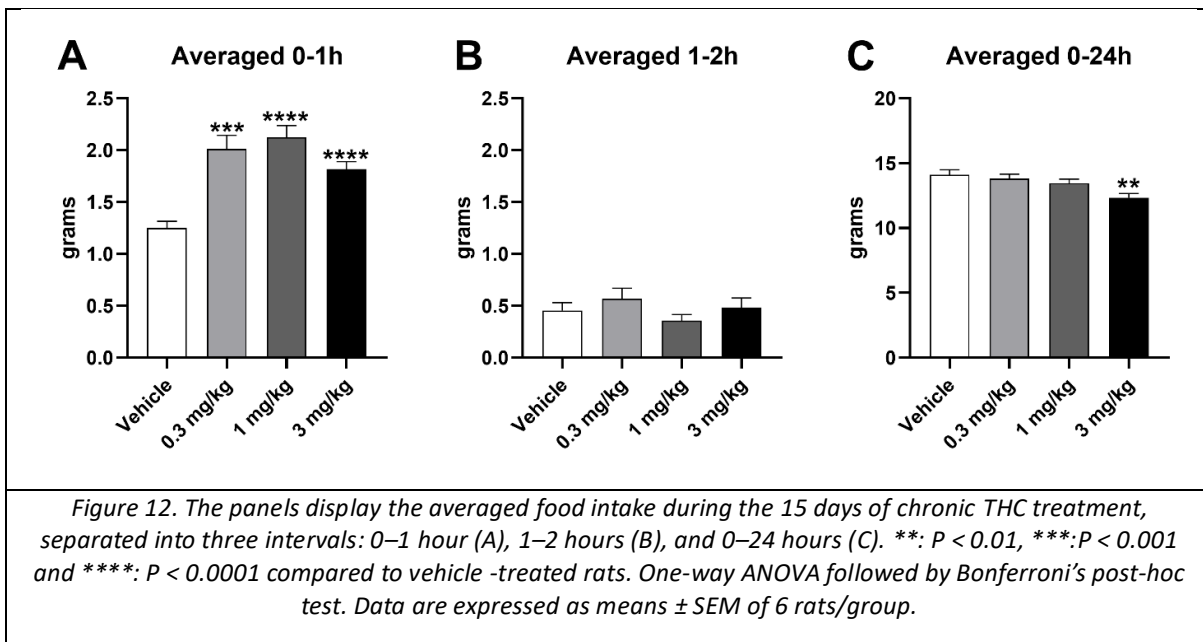 A Averaged 0-1h
2.5
2.0
1.5
1.0
0.5
0.0
grams
***
****
****
Vehicle
0.3 mg/kg
1 mg/kg
3 mg/kg
B Averaged 1-2h
2.5
2.0
1.5
1.0
0.5
0.0
grams
Vehicle
0.3 mg/kg
1 mg/kg
3 mg/kg
C Averaged 0-24h
20
15
10
5
0
grams
**
Vehicle
0.3 mg/kg
1 mg/kg
3 mg/kg
Figure 12. The panels display the averaged food intake during the 15 days of chronic THC treatment,
separated into three intervals: 0–1 hour (A), 1–2 hours (B), and 0–24 hours (C). **: P < 0.01, ***:P < 0.001
and ****: P < 0.0001 compared to vehicle -treated rats. One-way ANOVA followed by Bonferroni’s post-hoc
test. Data are expressed as means ± SEM of 6 rats/group.